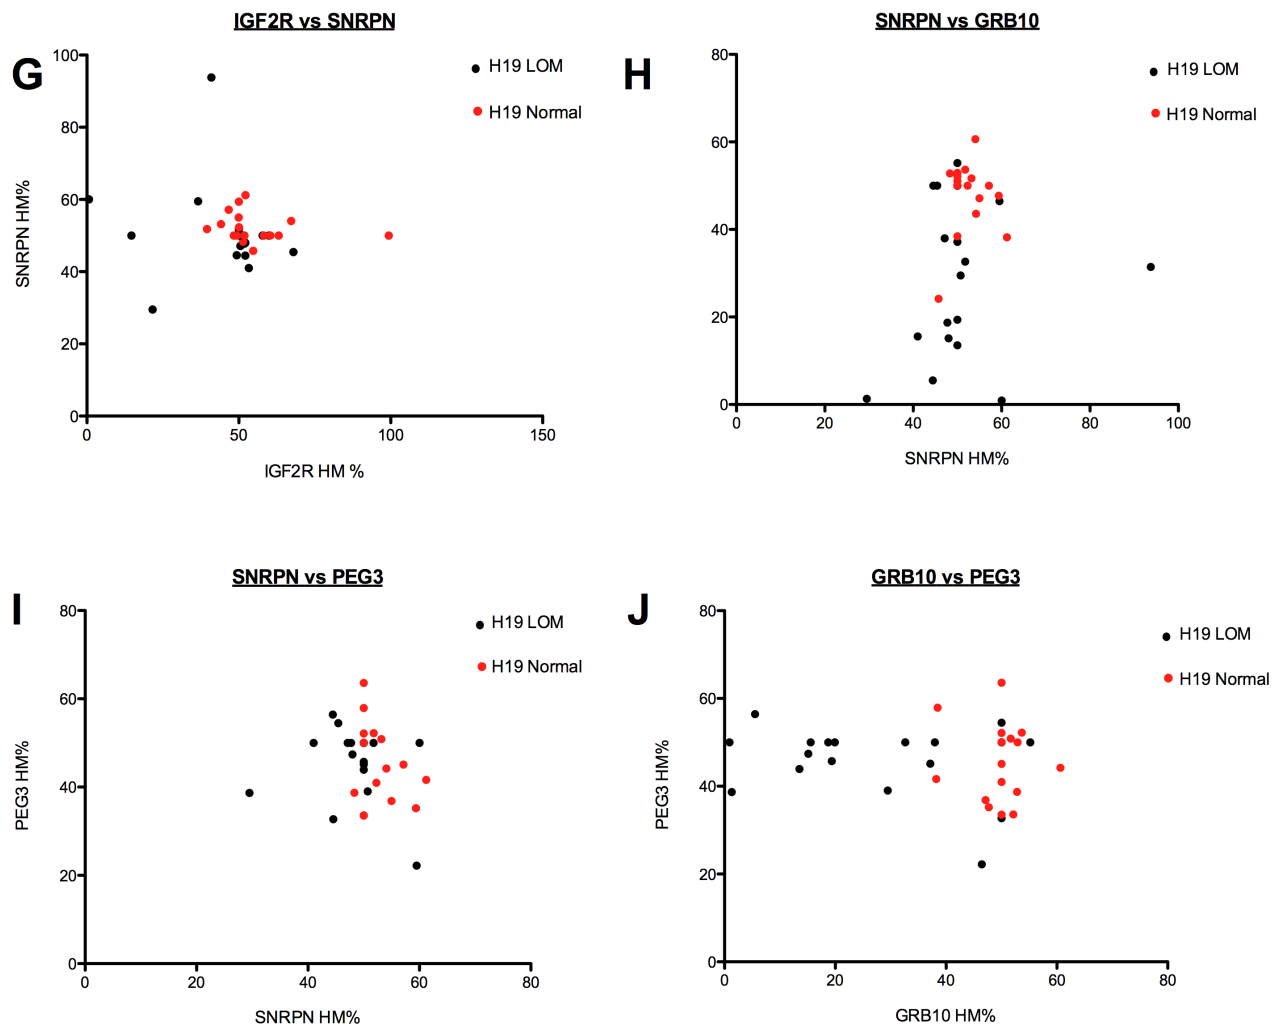 IGF2R vs SNRPN
G
100
80
60
40
20
0
0
50
100
150
SNRPN HM%
IGF2R HM %
H19 LOM
H19 Normal
SNRPN vs GRB10
H
80
60
40
20
0
0
20
40
60
80
100
SNRPN HM%
H19 LOM
H19 Normal
SNRPN vs PEG3
I
80
60
40
20
0
0
20
40
60
80
PEG3 HM%
SNRPN HM%
H19 LOM
H19 Normal
GRB10 vs PEG3
J
80
60
40
20
0
0
20
40
60
80
PEG3 HM%
GRB10 HM%
H19 LOM
H19 Normal